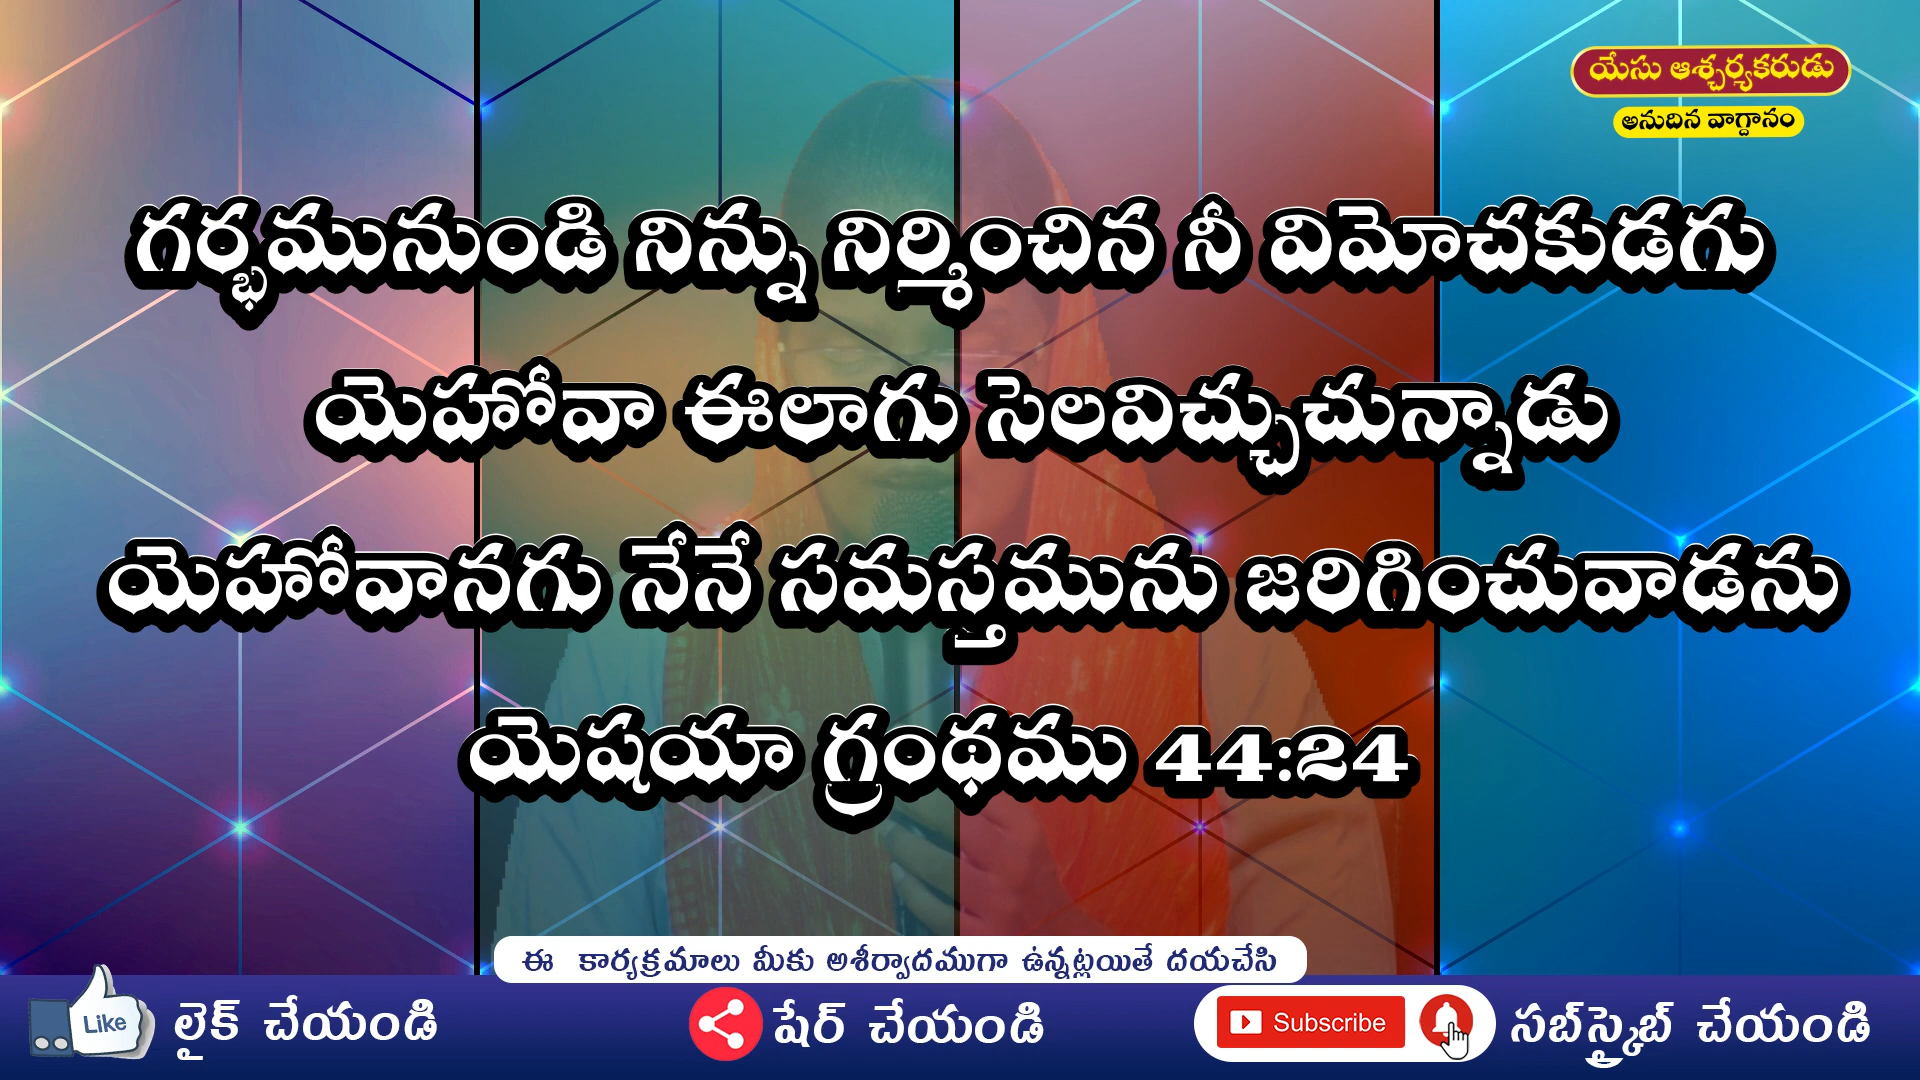 యేసు ఆశ్చర్యకరుడు
అనుదిన వాగ్దానం
గర్భమునుండి నిన్ను నిర్మించిన నీ విమోచకుడగు
యెహోవా ఈలాగు సెలవిచ్చుచున్నాడు
యెహోవానగు నేనే సమస్తమును జరిగించువాడను
యెషయా గ్రంథము 44:24
ఈ కార్యక్రమాలు మీకు అశీర్వాదముగా ఉన్నట్లయితే దయచేసి
Like లైక్ చేయండి
షేర్ చేయండి
Subscribe సబ్‌స్క్రైబ్ చేయండి